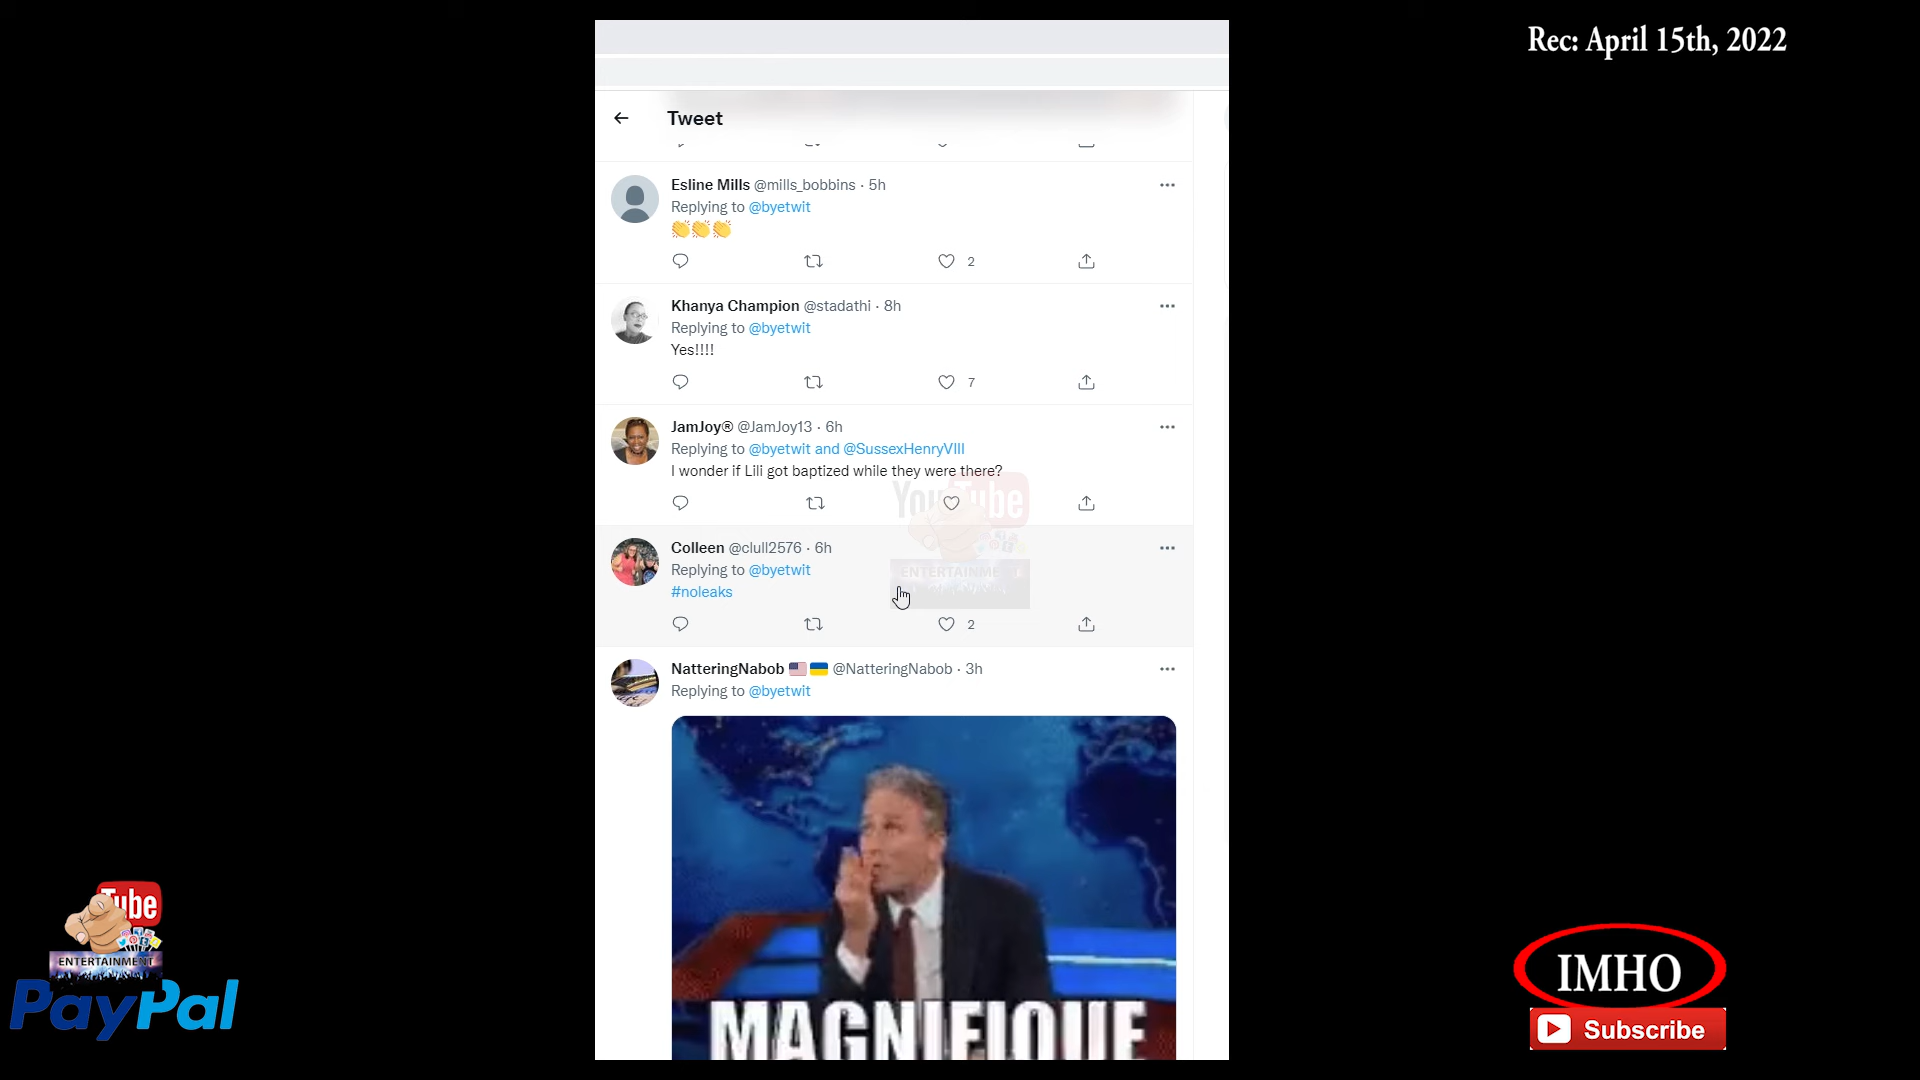 Rec: April 15th, 2022
Tweet
Esline Mills @mills_bobbins · 5h
Replying to @byetwit
👏👏👏
2
Khanya Champion @stadathi · 8h
Replying to @byetwit
Yes!!!!
7
JamJoy® @JamJoy13 · 6h
Replying to @byetwit and @SussexHenryVIII
I wonder if Lili got baptized while they were there?
YouTube
ENTERTAINMENT
Colleen @clull2576 · 6h
Replying to @byetwit
#noleaks
2
NatteringNabob 🇺🇸🇺🇦 @NatteringNabob · 3h
Replying to @byetwit
MAGNIFIQUE
Tube
ENTERTAINMENT
PayPal
IMHO
Subscribe